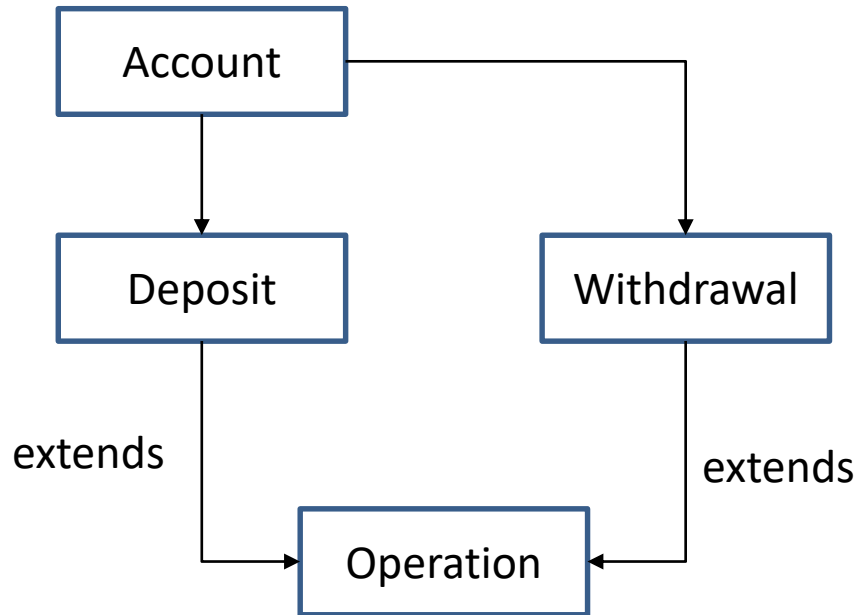 Account
Deposit
Withdrawal
extends
extends
Operation